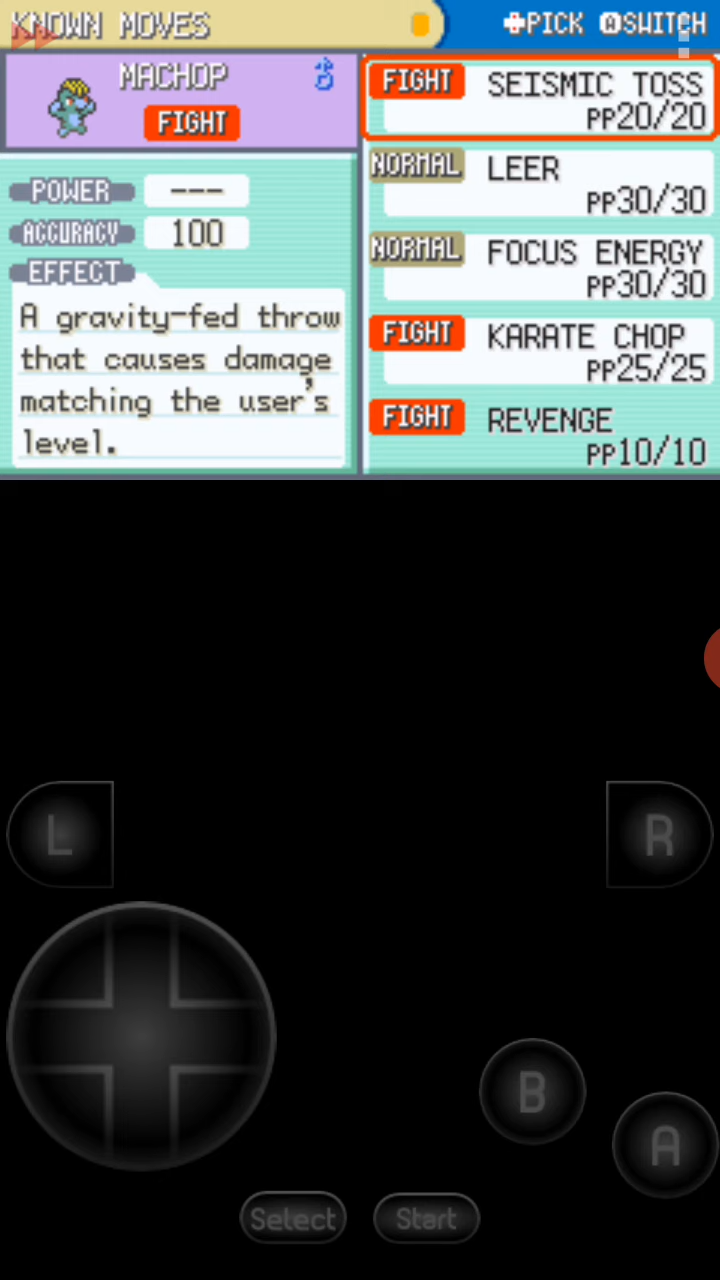 KNOWN MOVES
PICK ASWITCH
MACHOP
FIGHT
POWER ---
ACCURACY 100
EFFECT
A gravity-fed throw
that causes damage
matching the user's
level.
FIGHT SEISMIC TOSS
PP20/20
NORMAL LEER
PP30/30
NORMAL FOCUS ENERGY
PP30/30
FIGHT KARATE CHOP
PP25/25
FIGHT REVENGE
PP10/10
L
R
B
A
Select
Start